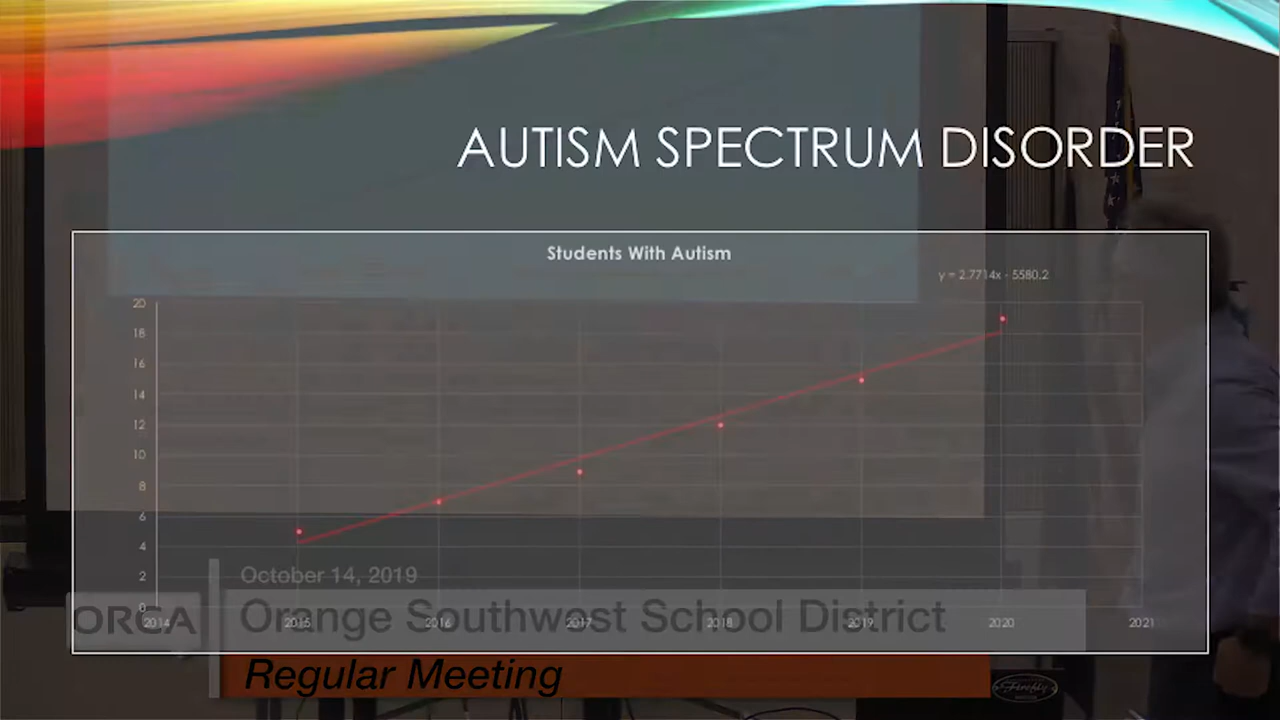 AUTISM SPECTRUM DISORDER
Students With Autism
y = 2.7714x - 5580.2
20
18
16
14
12
10
8
6
4
2
0
2014 2015 2016 2017 2018 2019 2020 2021
October 14, 2019
ORCA
Orange Southwest School District
Regular Meeting
Firefly